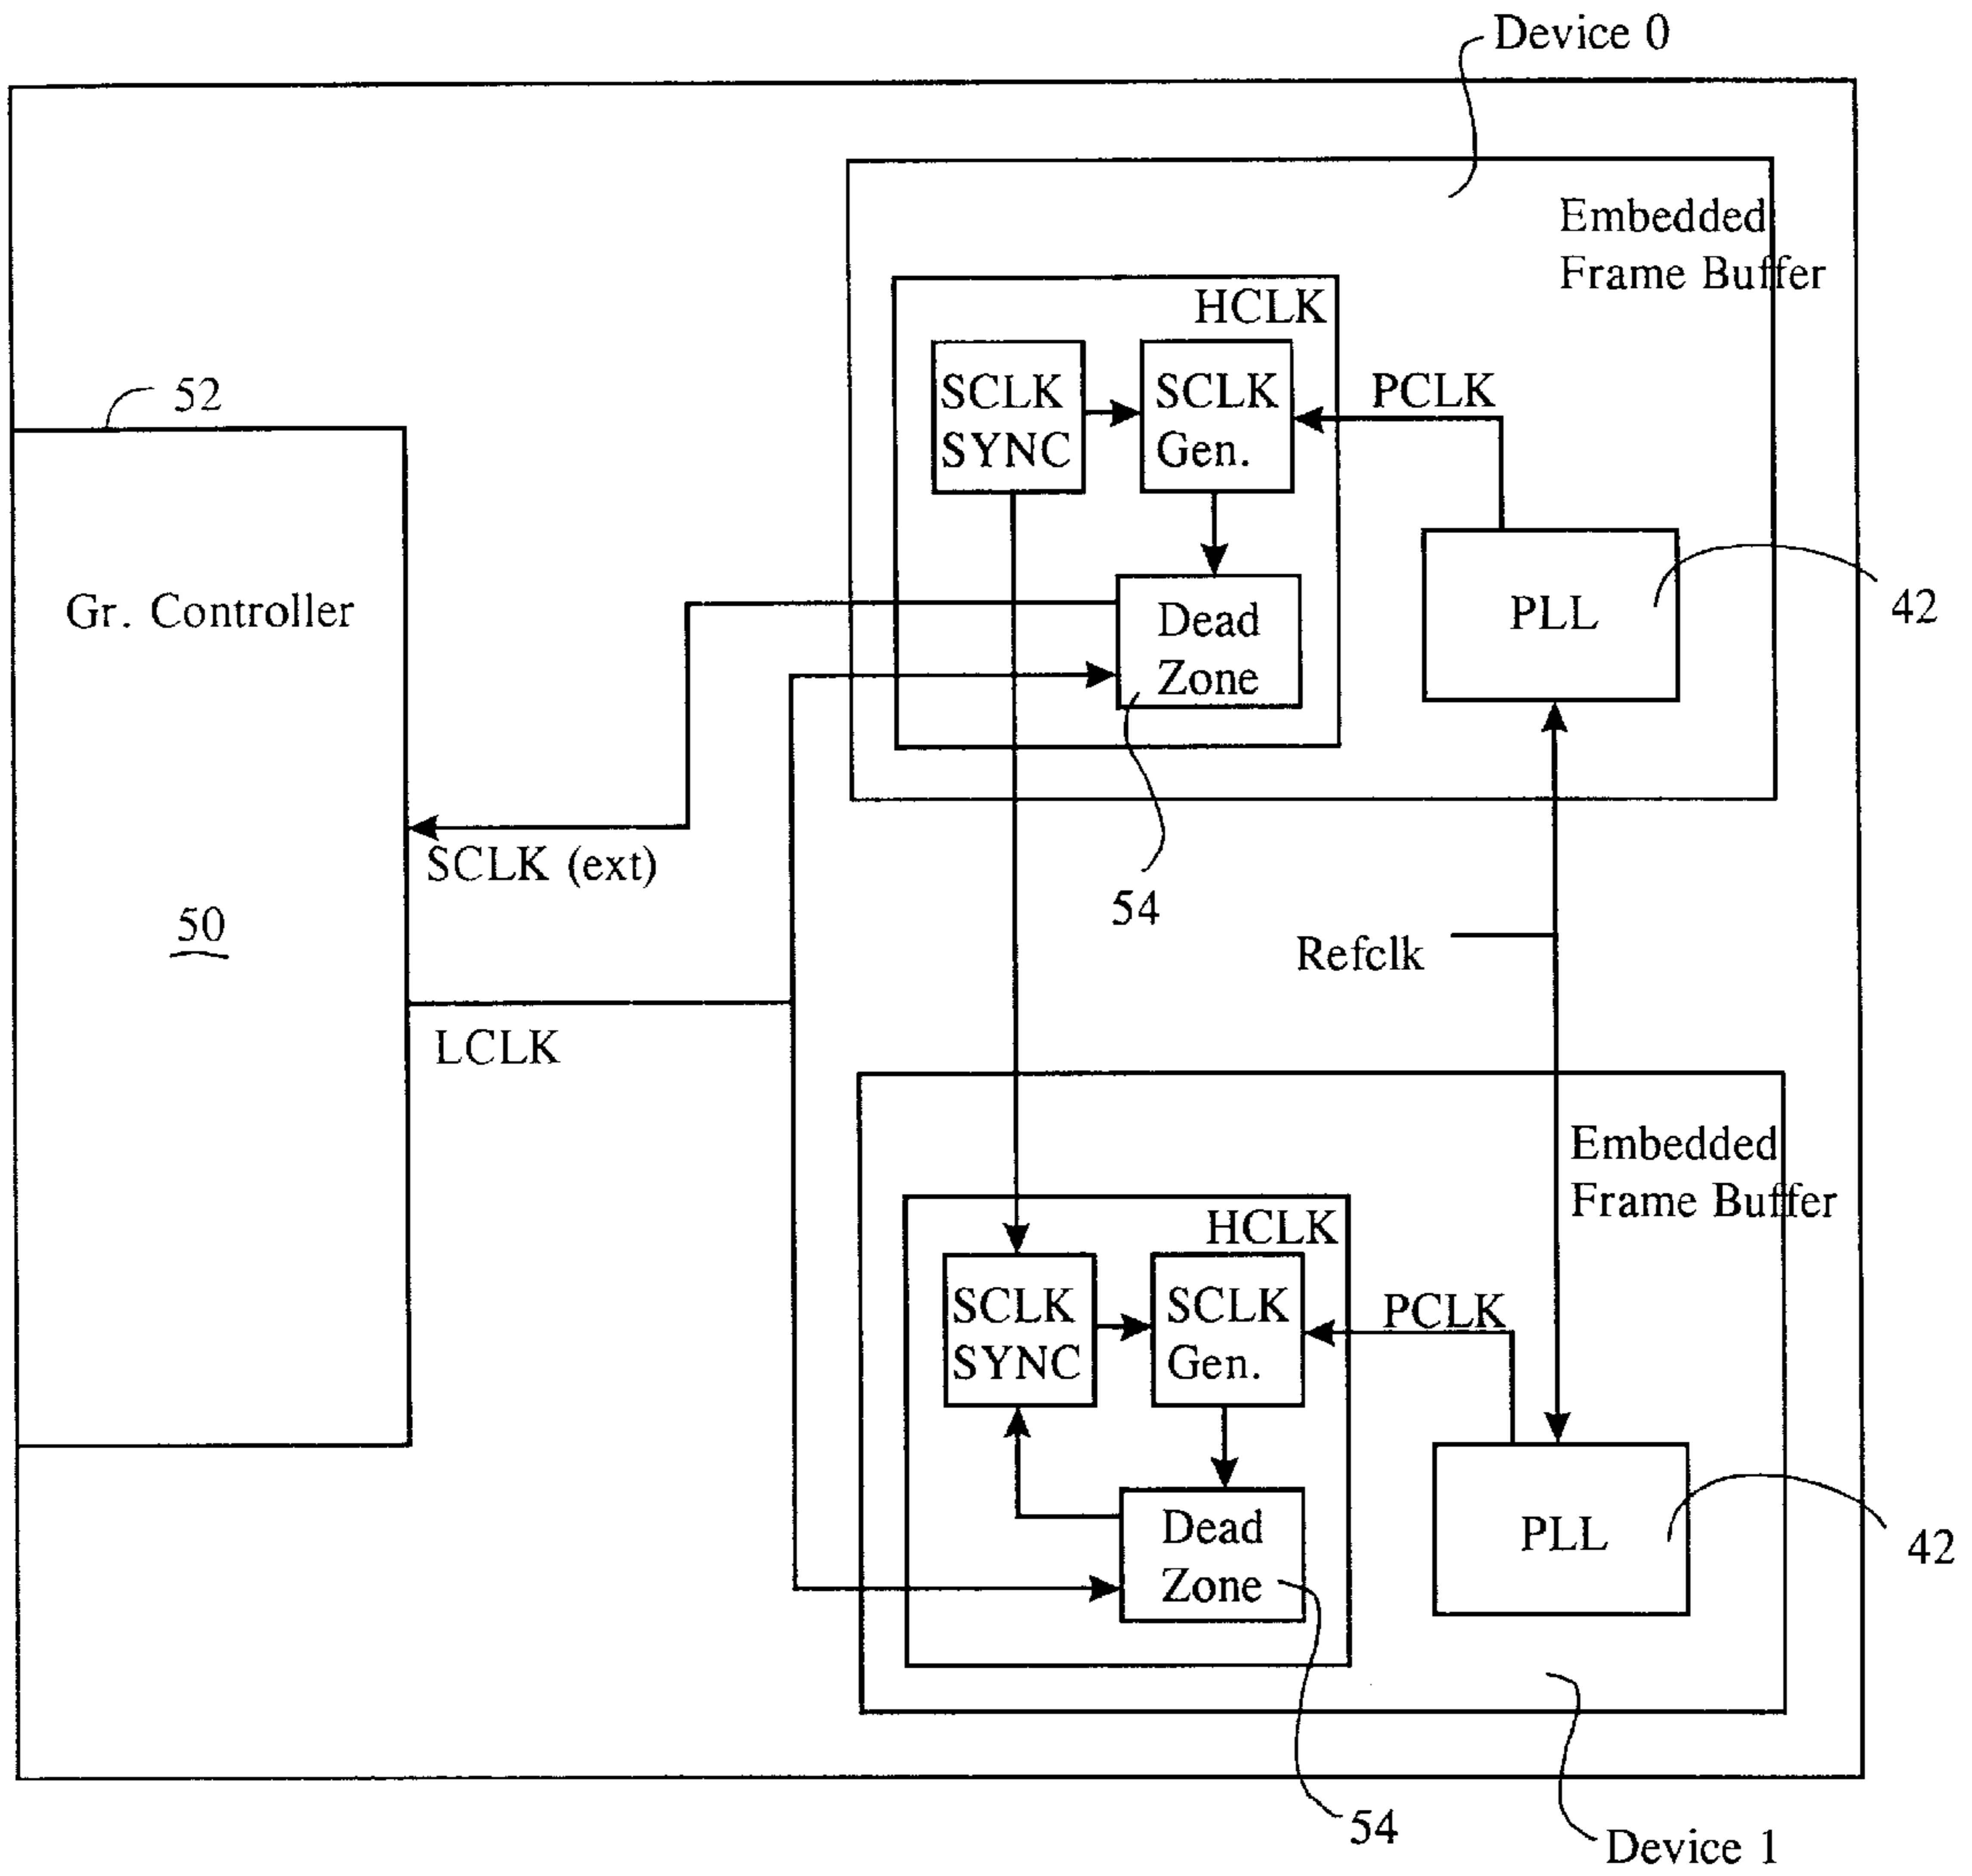 Device 0
Embedded
Frame Buffer
HCLK
SCLK
SYNC
SCLK
Gen.
PCLK
52
Gr. Controller
Dead
Zone
PLL
42
SCLK (ext)
54
50
Refclk
LCLK
Embedded
Frame Buffer
HCLK
SCLK
SYNC
SCLK
Gen.
PCLK
Dead
Zone
PLL
42
54
Device 1